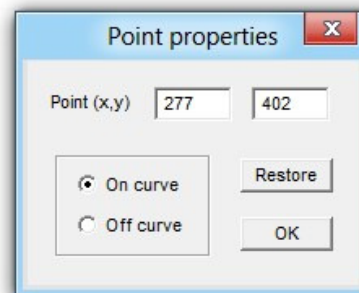 Point properties
Point (x,y) 277 402
On curve
Restore
Off curve
OK